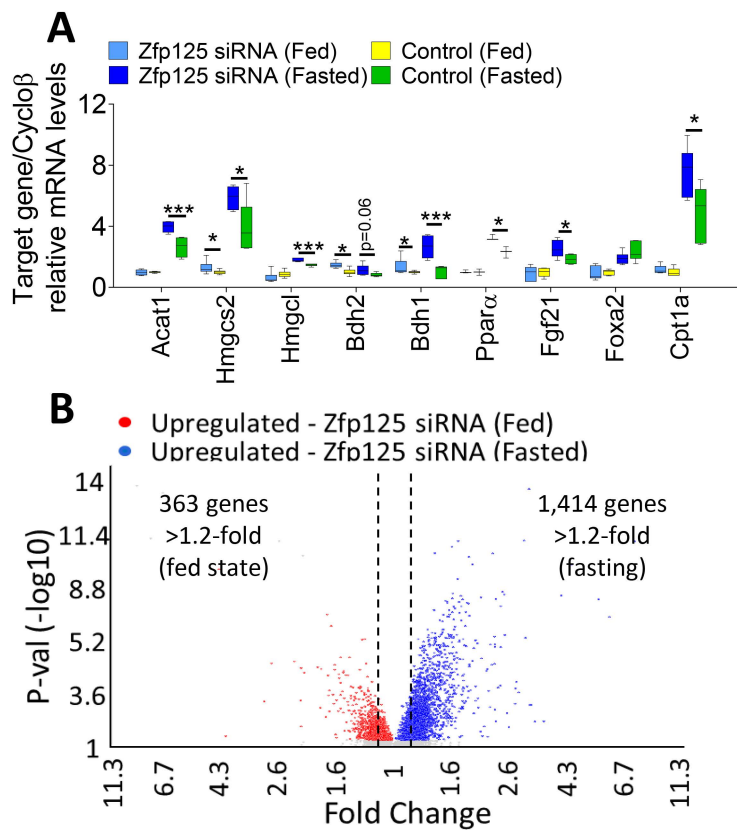 A
Zfp125 siRNA (Fed) Control (Fed)
Zfp125 siRNA (Fasted) Control (Fasted)
Target gene/Cycloβ
relative mRNA levels
12
8
4
0
*** * * *** * p=0.06 * *** * * *
Acat1 Hmgcs2 Hmgcl Bdh2 Bdh1 Pparα Fgf21 Foxa2 Cpt1a
B
Upregulated - Zfp125 siRNA (Fed)
Upregulated - Zfp125 siRNA (Fasted)
P-val (-log10)
14
11.4
8.8
5.2
3.6
1
363 genes
>1.2-fold
(fed state)
1,414 genes
>1.2-fold
(fasting)
11.3 6.7 4.3 2.6 1.6 1 1.6 2.6 4.3 6.7 11.3
Fold Change